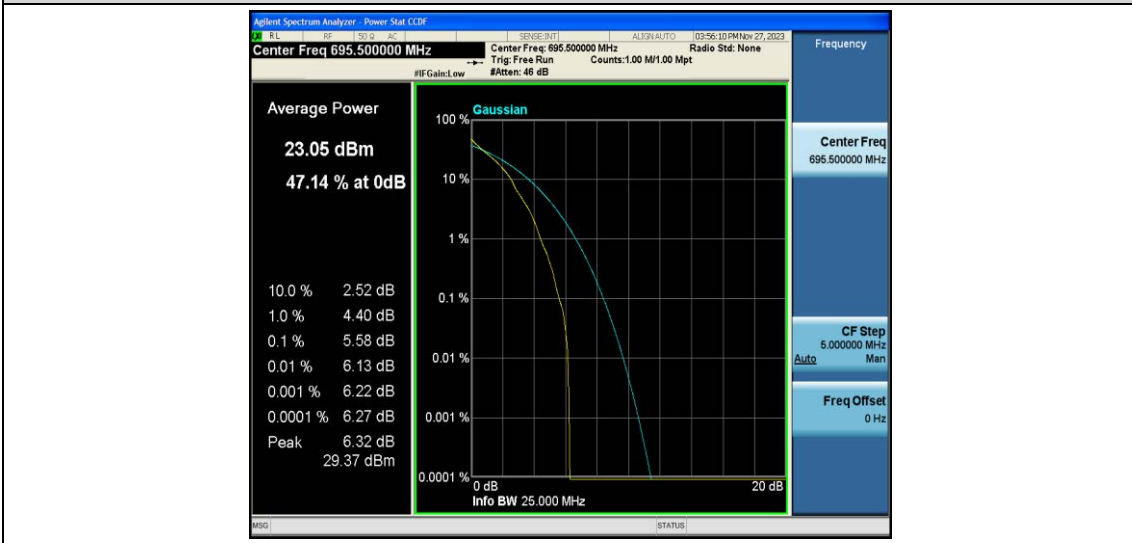 Agilent Spectrum Analyzer - Power Stat CCDF
RL RF 50 Ω AC SENSE:INT ALIGN AUTO 03:56:10 PM Nov 27, 2023
Center Freq 695.500000 MHz
Center Freq: 695.500000 MHz Radio Std: None
Trig: Free Run Counts:1.00 M/1.00 Mpt
#IFGain:Low #Atten: 46 dB
Frequency
Average Power
23.05 dBm
47.14 % at 0dB
10.0 % 2.52 dB
1.0 % 4.40 dB
0.1 % 5.58 dB
0.01 % 6.13 dB
0.001 % 6.22 dB
0.0001 % 6.27 dB
Peak 6.32 dB
29.37 dBm
Gaussian
100 %
10 %
1 %
0.1 %
0.01 %
0.001 %
0.0001 %
0 dB 20 dB
Info BW 25.000 MHz
Center Freq
695.500000 MHz
CF Step
5.000000 MHz
Auto Man
Freq Offset
0 Hz
MSG STATUS